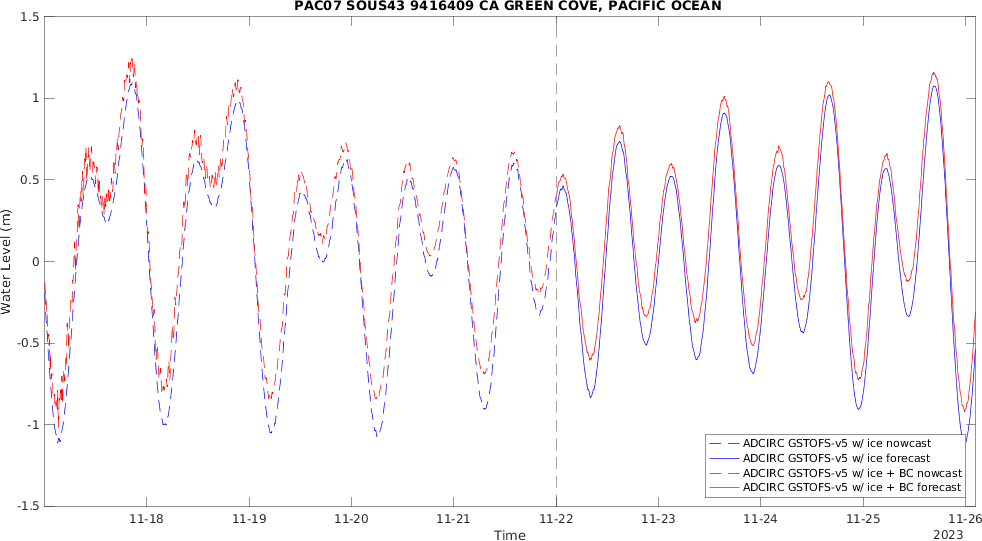 PAC07 SOUS43 9416409 CA GREEN COVE, PACIFIC OCEAN
1.5
1
0.5
0
-0.5
-1
-1.5
Water Level (m)
11-18
11-19
11-20
11-21
11-22
11-23
11-24
11-25
11-26
2023
Time
ADCIRC GSTOFS-v5 w/ ice nowcast
ADCIRC GSTOFS-v5 w/ ice forecast
ADCIRC GSTOFS-v5 w/ ice + BC nowcast
ADCIRC GSTOFS-v5 w/ ice + BC forecast